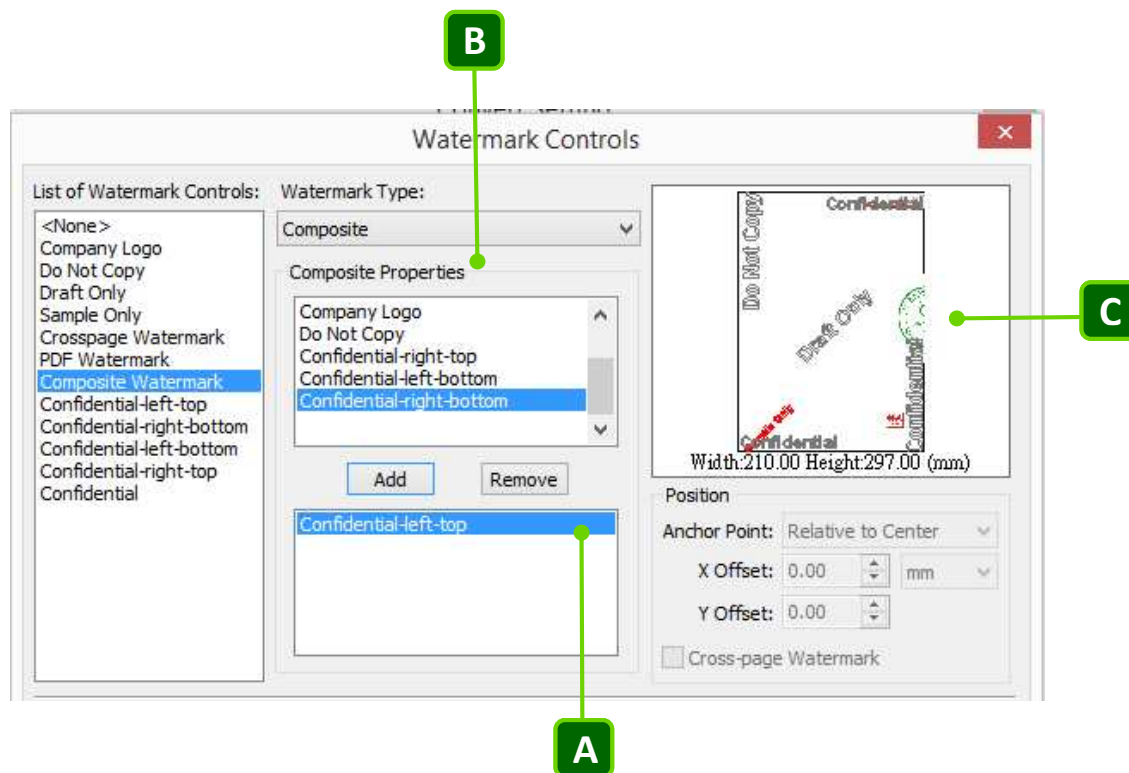 B
Watermark Controls
List of Watermark Controls:
<None>
Company Logo
Do Not Copy
Draft Only
Sample Only
Crosspage Watermark
PDF Watermark
Composite Watermark
Confidential-left-top
Confidential-right-bottom
Confidential-left-bottom
Confidential-right-top
Confidential
Watermark Type:
Composite
Composite Properties
Company Logo
Do Not Copy
Confidential-right-top
Confidential-left-bottom
Confidential-right-bottom
Add Remove
Confidential-left-top
Do Not Copy
Confidential
Draft Only
Confidential
Confidential
Width:210.00 Height:297.00 (mm)
C
Position
Anchor Point: Relative to Center
X Offset: 0.00 mm
Y Offset: 0.00
Cross-page Watermark
A